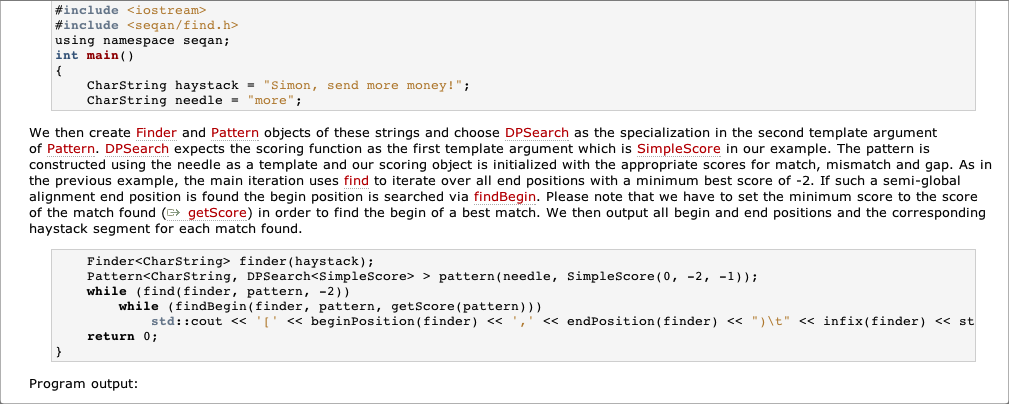 #include <iostream>
#include <seqan/find.h>
using namespace seqan;
int main()
{
    CharString haystack = "Simon, send more money!";
    CharString needle = "more";
We then create Finder and Pattern objects of these strings and choose DPSearch as the specialization in the second template argument
of Pattern. DPSearch expects the scoring function as the first template argument which is SimpleScore in our example. The pattern is
constructed using the needle as a template and our scoring object is initialized with the appropriate scores for match, mismatch and gap. As in
the previous example, the main iteration uses find to iterate over all end positions with a minimum best score of -2. If such a semi-global
alignment end position is found the begin position is searched via findBegin. Please note that we have to set the minimum score to the score
of the match found (getScore) in order to find the begin of a best match. We then output all begin and end positions and the corresponding
haystack segment for each match found.
    Finder<CharString> finder(haystack);
    Pattern<CharString, DPSearch<SimpleScore> > pattern(needle, SimpleScore(0, -2, -1));
    while (find(finder, pattern, -2))
        while (findBegin(finder, pattern, getScore(pattern)))
            std::cout << '[' << beginPosition(finder) << ',' << endPosition(finder) << ")\t" << infix(finder) << st
    return 0;
}
Program output: